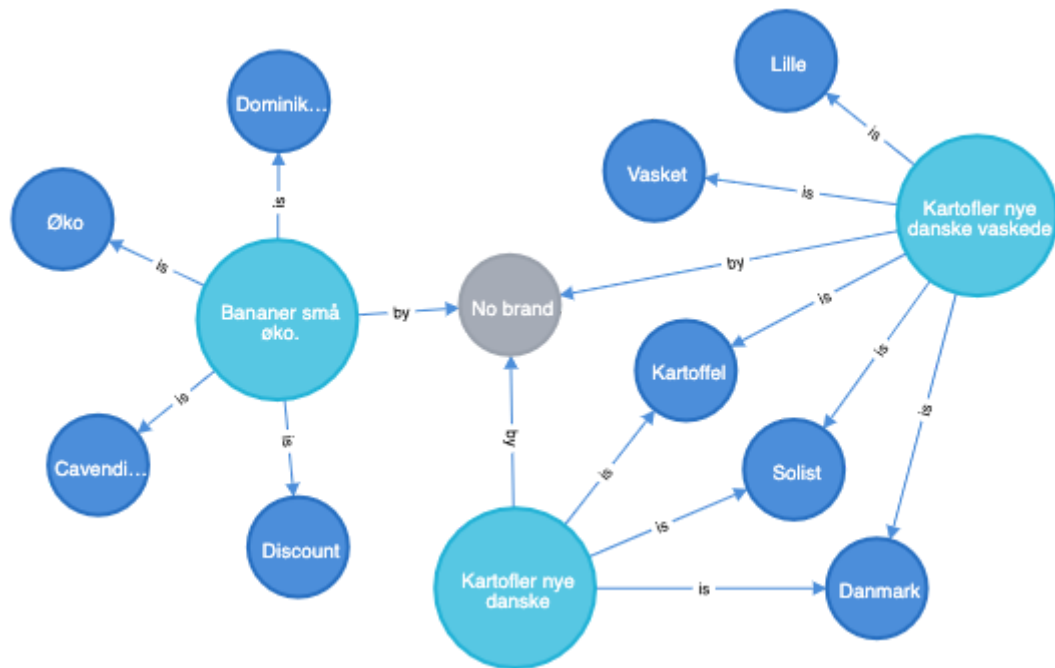 Lille
Dominik…
is
Vasket
is
Kartofler nye
danske vaskede
is
Øko
is
by
is
Bananer små
øko.
by
No brand
is
Kartoffel
is
is
is
by
Cavendi…
is
is
Solist
is
Discount
Kartofler nye
danske
is
Danmark